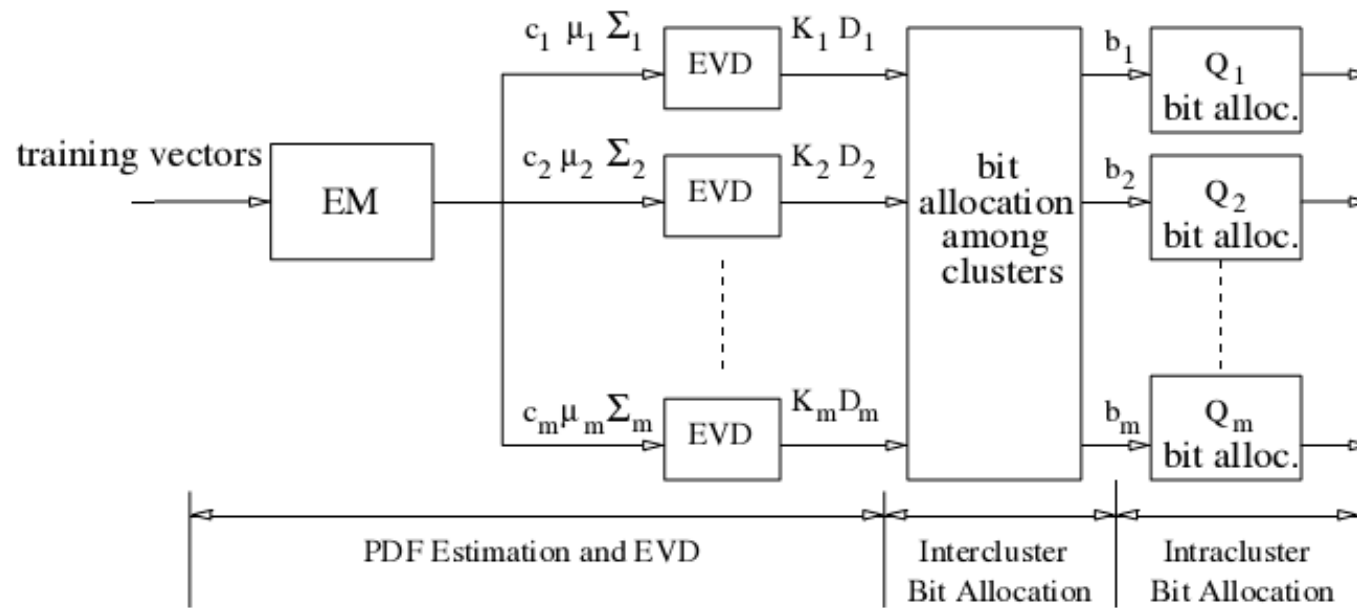 c1 μ1 Σ1
EVD
K1 D1
b1
Q1
bit alloc.
training vectors
EM
c2 μ2 Σ2
EVD
K2 D2
bit
allocation
among
clusters
b2
Q2
bit alloc.
cm μm Σm
EVD
Km Dm
bm
Qm
bit alloc.
PDF Estimation and EVD
Intercluster
Bit Allocation
Intracluster
Bit Allocation